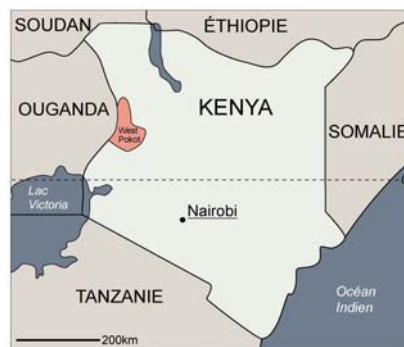 SOUDAN
ÉTHIOPIE
OUGANDA
KENYA
West
Pokot
SOMALIE
Lac
Victoria
Nairobi
TANZANIE
Océan
Indien
200km